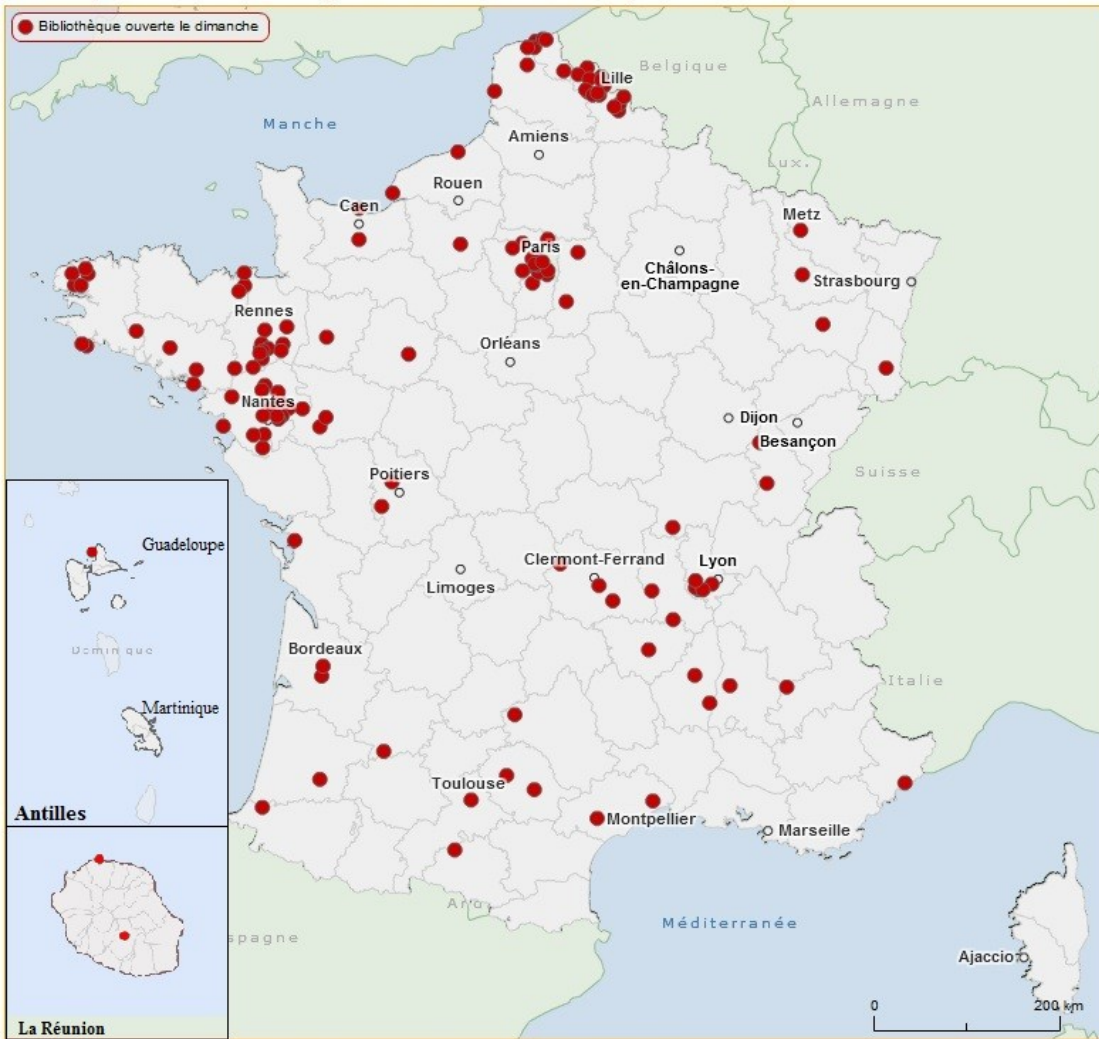 Bibliothèque ouverte le dimanche
Belgique
Lille
Allemagne
Manche
Amiens
Lux.
Rouen
Caen
Metz
Paris
Châlons-
en-Champagne
Strasbourg
Rennes
Orléans
Nantes
Dijon
Besançon
Suisse
Poitiers
Guadeloupe
Clermont-Ferrand
Lyon
Limoges
Dominique
Bordeaux
Italie
Martinique
Toulouse
Antilles
Montpellier
Marseille
Méditerranée
spagne
Ajaccio
0
200 km
La Réunion